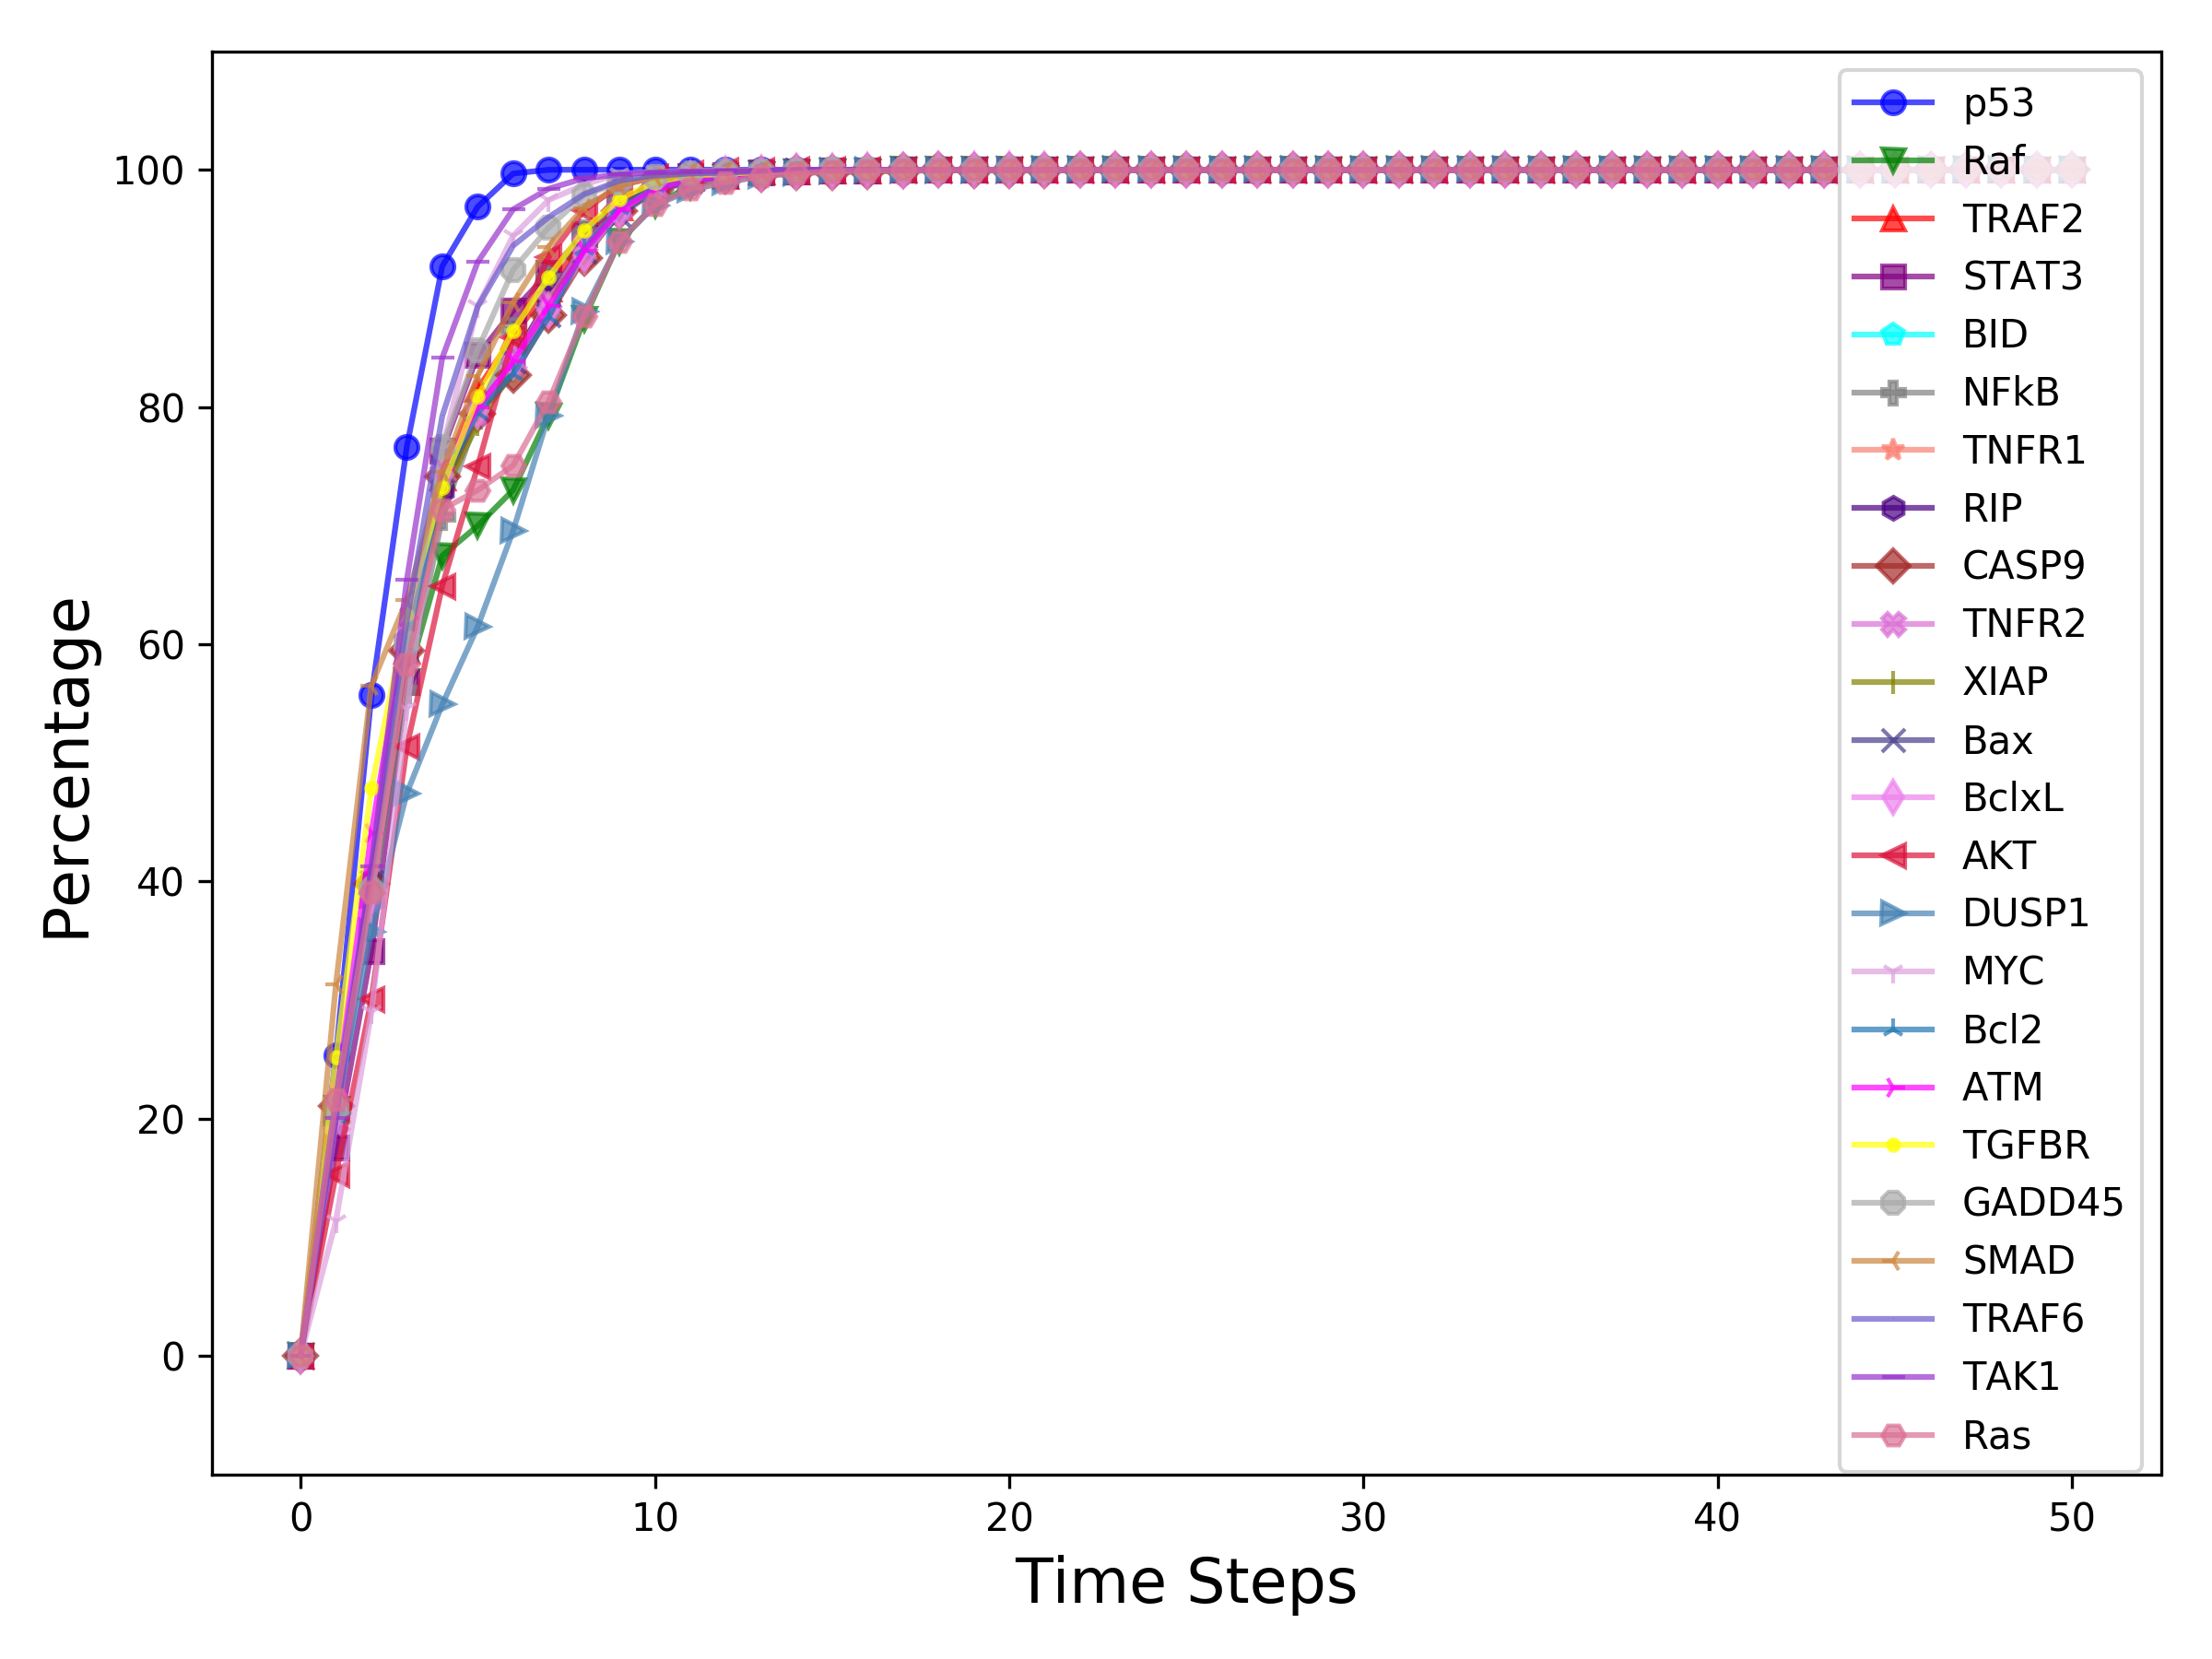 100
80
60
40
20
0
Percentage
0 10 20 30 40 50
Time Steps
p53
Raf
TRAF2
STAT3
BID
NFkB
TNFR1
RIP
CASP9
TNFR2
XIAP
Bax
BclxL
AKT
DUSP1
MYC
Bcl2
ATM
TGFBR
GADD45
SMAD
TRAF6
TAK1
Ras